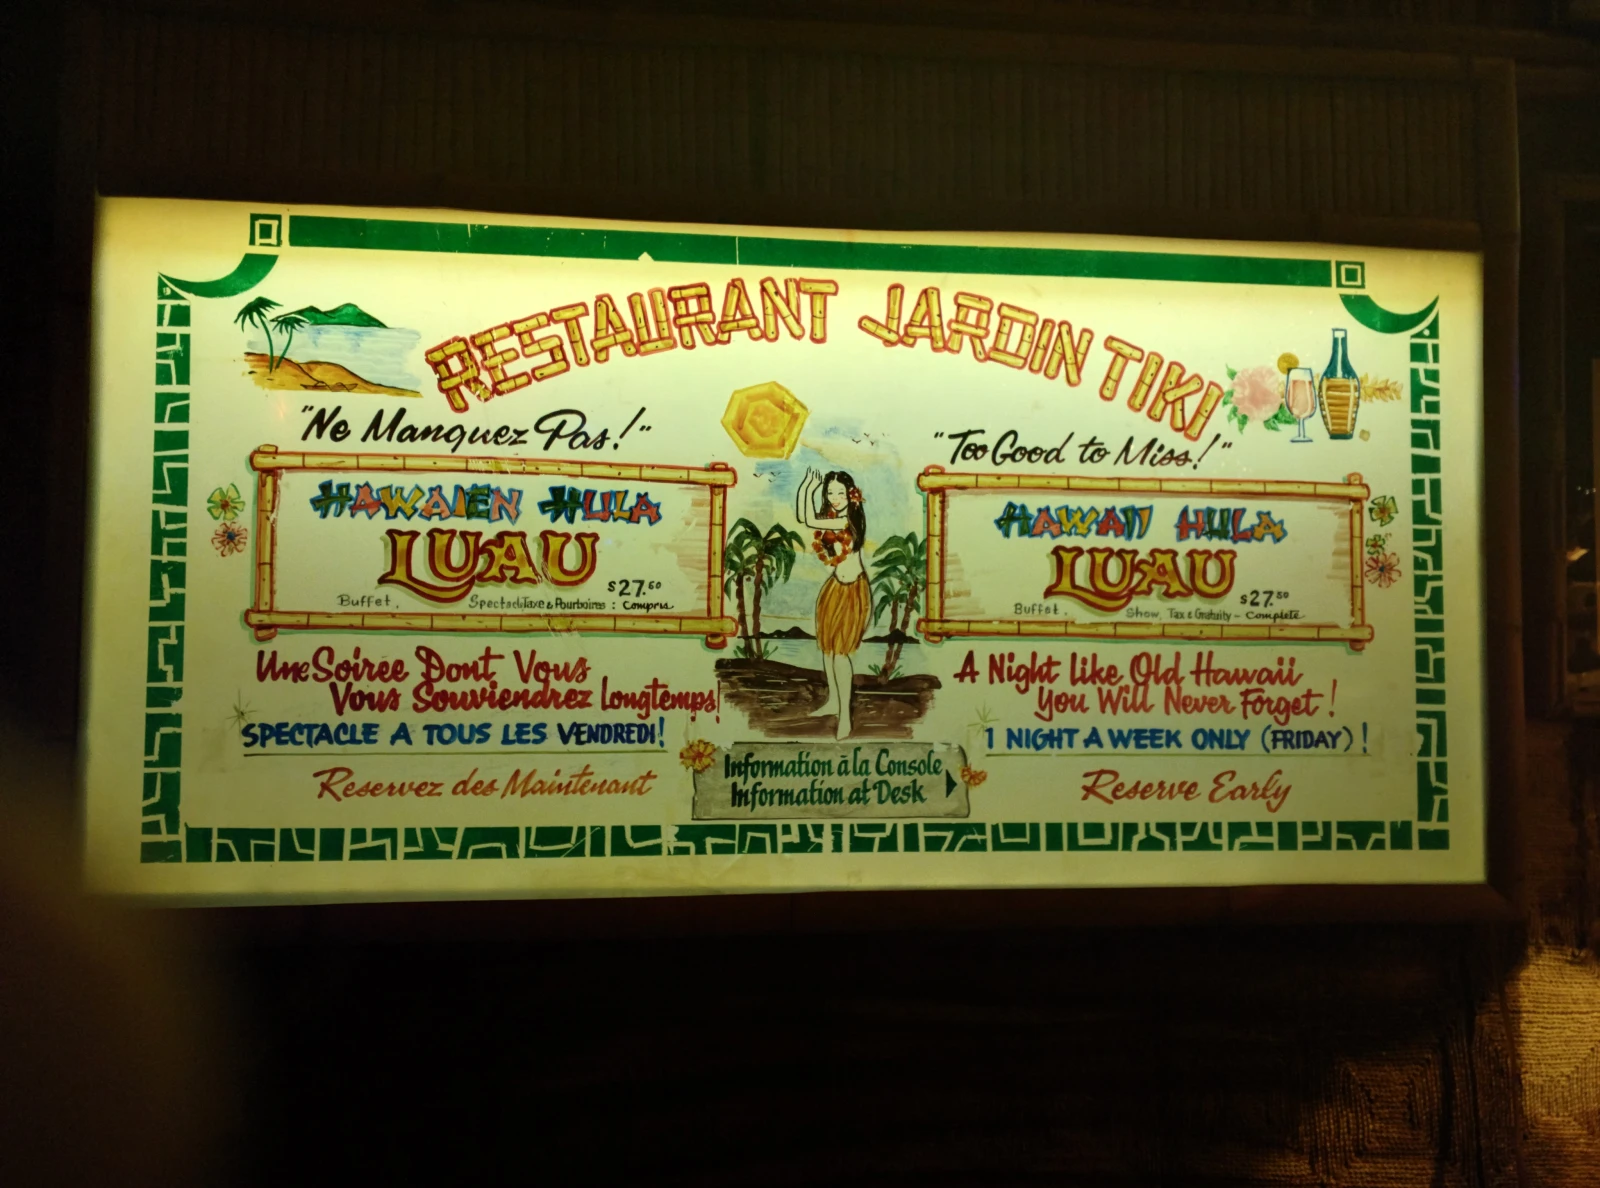 RESTAURANT JARDIN TIKI
"Ne Manquez Pas!"
HAWAIEN HULA
LUAU
$27.50
Buffet. Spectacl Taxe & Pourboires : Compris
Une Soirée Dont Vous
Vous Souviendrez Longtemps!
SPECTACLE A TOUS LES VENDREDI!
Reservez des Maintenant
"Too Good to Miss!"
HAWAII HULA
LUAU
$27.50
Buffet. Show, Tax & Gratuity - Complete
A Night Like Old Hawaii
You Will Never Forget!
1 NIGHT A WEEK ONLY (FRIDAY)!
Reserve Early
Information à la Console
Information at Desk